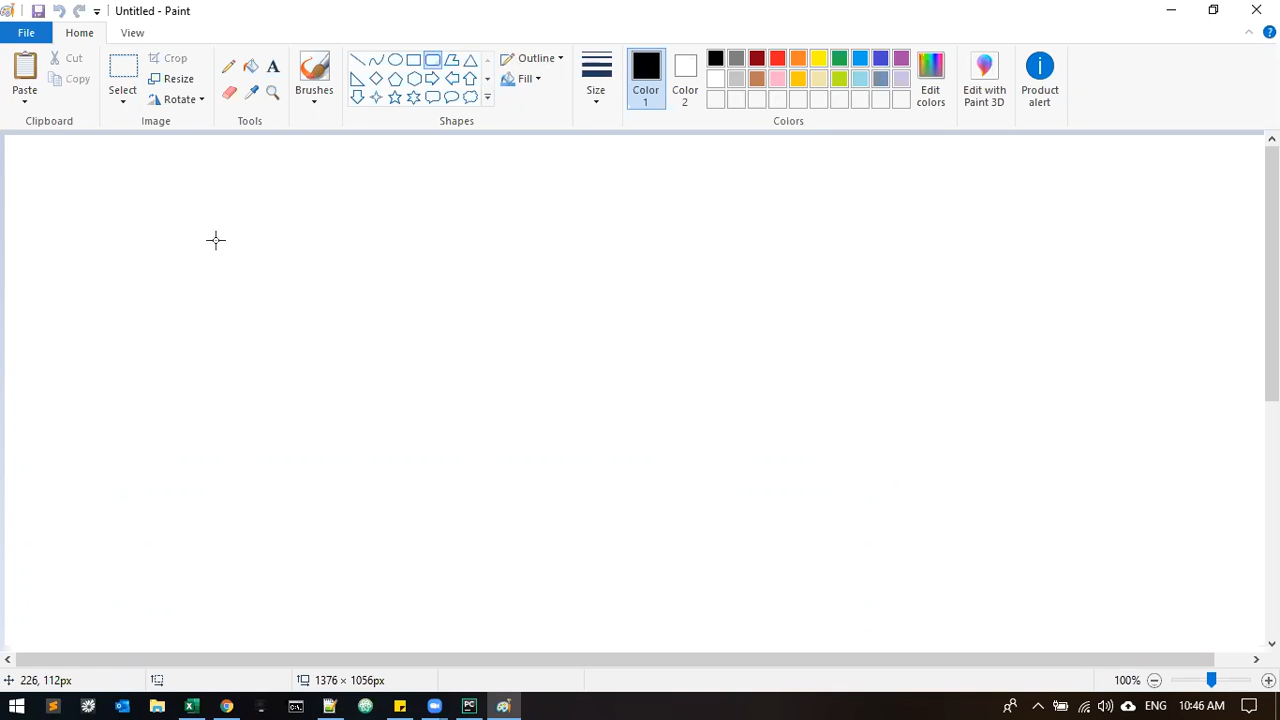 Untitled - Paint
File Home View
Paste
Cut
Copy
Clipboard
Select
Crop
Resize
Rotate
Image
A
Tools
Brushes
Outline
Fill
Shapes
Size
Color 1
Color 2
Edit colors
Colors
Edit with Paint 3D
Product alert
226, 112px
1376 × 1056px
100%
ENG
10:46 AM